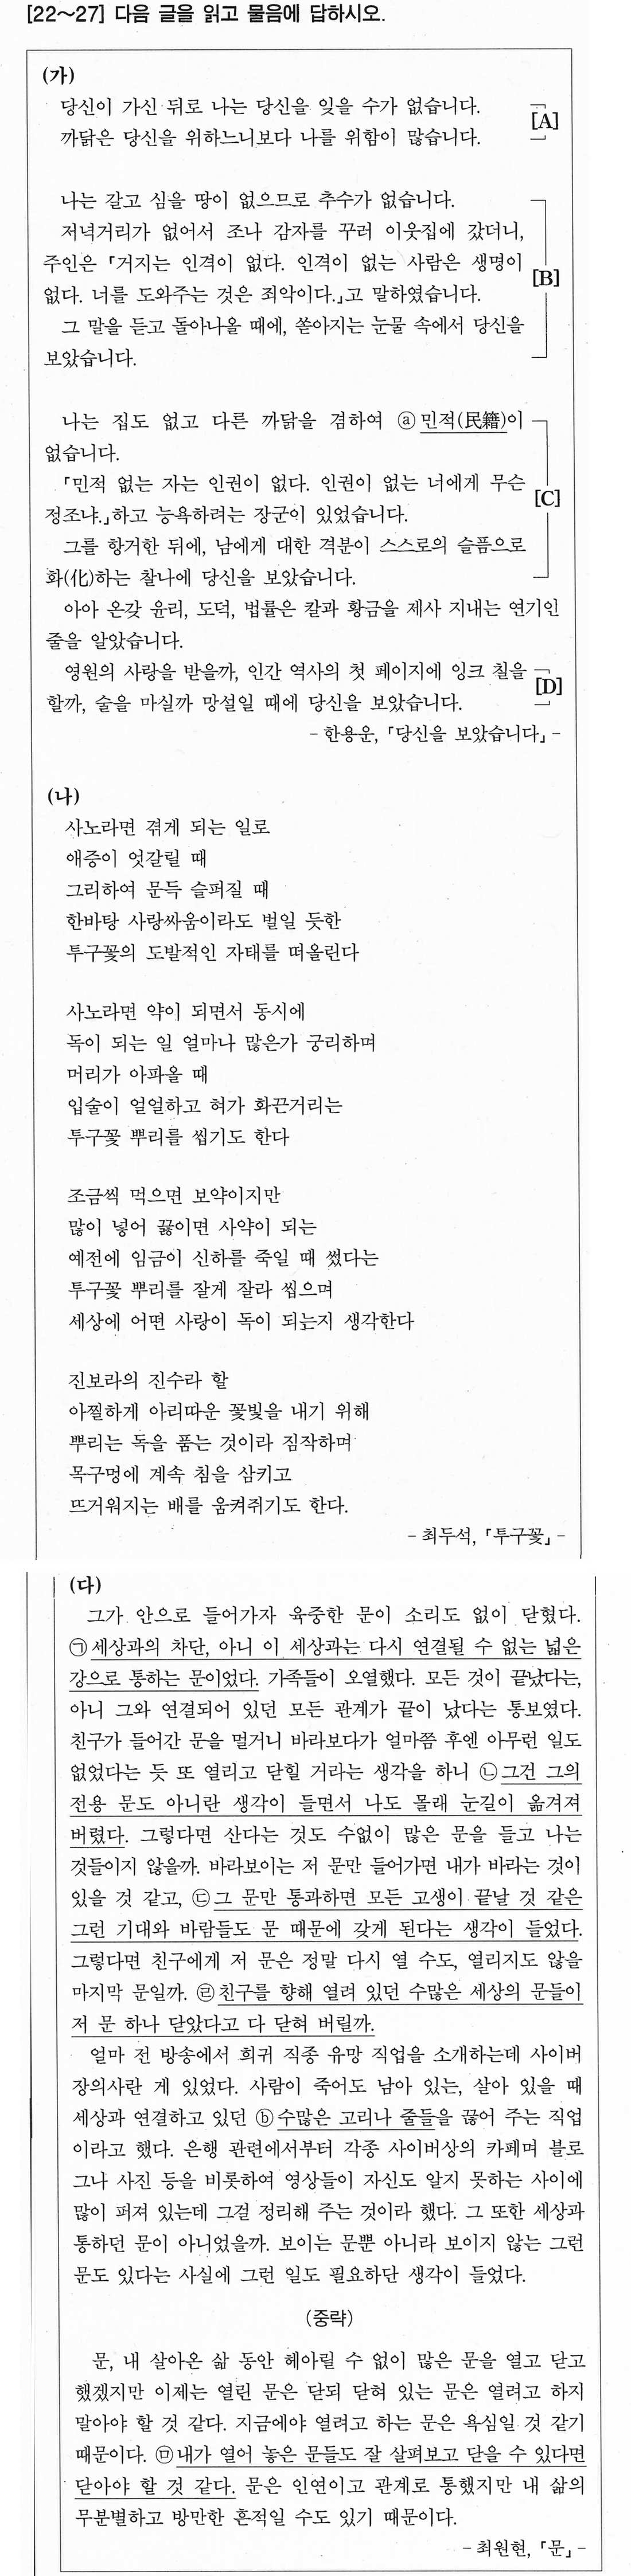 [22~27] 다음 글을 읽고 물음에 답하시오.
(가)
당신이 가신 뒤로 나는 당신을 잊을 수가 없습니다.
까닭은 당신을 위하느니보다 나를 위함이 많습니다.
[A]
나는 갈고 심을 땅이 없으므로 추수가 없습니다.
저녁거리가 없어서 조나 감자를 꾸러 이웃집에 갔더니,
주인은 「거지는 인격이 없다. 인격이 없는 사람은 생명이
없다. 너를 도와주는 것은 죄악이다.」고 말하였습니다.
그 말을 듣고 돌아나올 때에, 쏟아지는 눈물 속에서 당신을
보았습니다.
[B]
나는 집도 없고 다른 까닭을 겸하여 ⓐ 민적(民籍)이
없습니다.
「민적 없는 자는 인권이 없다. 인권이 없는 너에게 무슨
정조냐.」하고 능욕하려는 장군이 있었습니다.
그를 항거한 뒤에, 남에게 대한 격분이 스스로의 슬픔으로
화(化)하는 찰나에 당신을 보았습니다.
[C]
아아 온갖 윤리, 도덕, 법률은 칼과 황금을 제사 지내는 연기인
줄을 알았습니다.
영원의 사랑을 받을까, 인간 역사의 첫 페이지에 잉크 칠을
할까, 술을 마실까 망설일 때에 당신을 보았습니다.
[D]
- 한용운, 「당신을 보았습니다」 -
(나)
사노라면 겪게 되는 일로
애증이 엇갈릴 때
그리하여 문득 슬퍼질 때
한바탕 사랑싸움이라도 벌일 듯한
투구꽃의 도발적인 자태를 떠올린다
사노라면 약이 되면서 동시에
독이 되는 일 얼마나 많은가 궁리하며
머리가 아파올 때
입술이 얼얼하고 혀가 화끈거리는
투구꽃 뿌리를 씹기도 한다
조금씩 먹으면 보약이지만
많이 넣어 끓이면 사약이 되는
예전에 임금이 신하를 죽일 때 썼다는
투구꽃 뿌리를 잘게 잘라 씹으며
세상에 어떤 사랑이 독이 되는지 생각한다
진보라의 진수라 할
아찔하게 아리따운 꽃빛을 내기 위해
뿌리는 독을 품는 것이라 짐작하며
목구멍에 계속 침을 삼키고
뜨거워지는 배를 움켜쥐기도 한다.
- 최두석, 「투구꽃」 -
(다)
그가 안으로 들어가자 육중한 문이 소리도 없이 닫혔다.
㉠ 세상과의 차단, 아니 이 세상과는 다시 연결될 수 없는 넓은
강으로 통하는 문이었다. 가족들이 오열했다. 모든 것이 끝났다는,
아니 그와 연결되어 있던 모든 관계가 끝이 났다는 통보였다.
친구가 들어간 문을 멀거니 바라보다가 얼마쯤 후엔 아무런 일도
없었다는 듯 또 열리고 닫힐 거라는 생각을 하니 ㉡ 그건 그의
전용 문도 아니란 생각이 들면서 나도 몰래 눈길이 옮겨져
버렸다. 그렇다면 산다는 것도 수없이 많은 문을 들고 나는
것들이지 않을까. 바라보이는 저 문만 들어가면 내가 바라는 것이
있을 것 같고, ㉢ 그 문만 통과하면 모든 고생이 끝날 것 같은
그런 기대와 바람들도 문 때문에 갖게 된다는 생각이 들었다.
그렇다면 친구에게 저 문은 정말 다시 열 수도, 열리지도 않을
마지막 문일까. ㉣ 친구를 향해 열려 있던 수많은 세상의 문들이
저 문 하나 닫았다고 다 닫혀 버릴까.
얼마 전 방송에서 희귀 직종 유망 직업을 소개하는데 사이버
장의사란 게 있었다. 사람이 죽어도 남아 있는, 살아 있을 때
세상과 연결하고 있던 ⓑ 수많은 고리나 줄들을 끊어 주는 직업
이라고 했다. 은행 관련에서부터 각종 사이버상의 카페며 블로
그나 사진 등을 비롯하여 영상들이 자신도 알지 못하는 사이에
많이 퍼져 있는데 그걸 정리해 주는 것이라 했다. 그 또한 세상과
통하던 문이 아니었을까. 보이는 문뿐 아니라 보이지 않는 그런
문도 있다는 사실에 그런 일도 필요하단 생각이 들었다.
(중략)
문, 내 살아온 삶 동안 헤아릴 수 없이 많은 문을 열고 닫고
했겠지만 이제는 열린 문은 닫되 닫혀 있는 문은 열려고 하지
말아야 할 것 같다. 지금에야 열려고 하는 문은 욕심일 것 같기
때문이다. ㉤ 내가 열어 놓은 문들도 잘 살펴보고 닫을 수 있다면
닫아야 할 것 같다. 문은 인연이고 관계로 통했지만 내 삶의
무분별하고 방만한 흔적일 수도 있기 때문이다.
- 최원현, 「문」 -